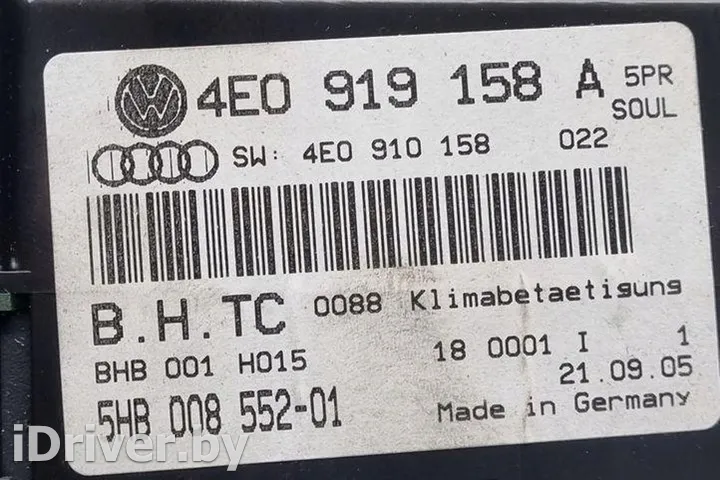 4E0 919 158 A 5PR
SOUL
SW: 4E0 910 158 022
B.H.TC 0088 Klimabetaetigung
BHB 001 H015 18 0001 I 1
21.09.05
5HB 008 552-01 Made in Germany
iDriver.by